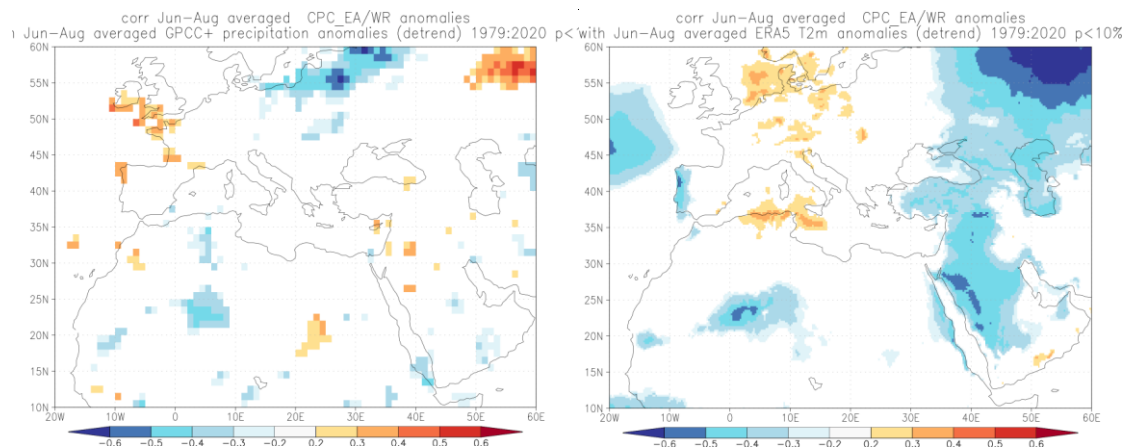 corr Jun-Aug averaged CPC_EA/WR anomalies
Jun-Aug averaged GPCC+ precipitation anomalies (detrend) 1979:2020 p<
60N
55N
50N
45N
40N
35N
30N
25N
20N
15N
10N
20W 10W 0 10E 20E 30E 40E 50E 60E
-0.6 -0.5 -0.4 -0.3 0.2 0.3 0.4 0.5 0.6
corr Jun-Aug averaged CPC_EA/WR anomalies
with Jun-Aug averaged ERA5 T2m anomalies (detrend) 1979:2020 p<10%
60N
55N
50N
45N
40N
35N
30N
25N
20N
15N
10N
20W 10W 0 10E 20E 30E 40E 50E 60E
-0.6 -0.5 -0.4 -0.3 -0.2 0.2 0.3 0.4 0.5 0.6